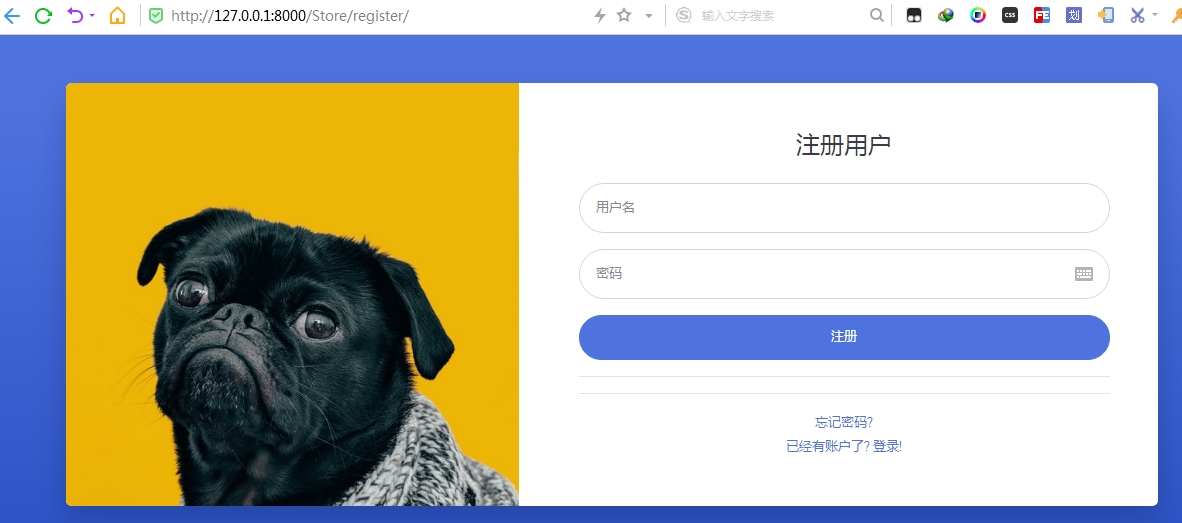 http://127.0.0.1:8000/Store/register/
输入文字搜索
CSS
FE
划
注册用户
用户名
密码
注册
忘记密码?
已经有账户了? 登录!